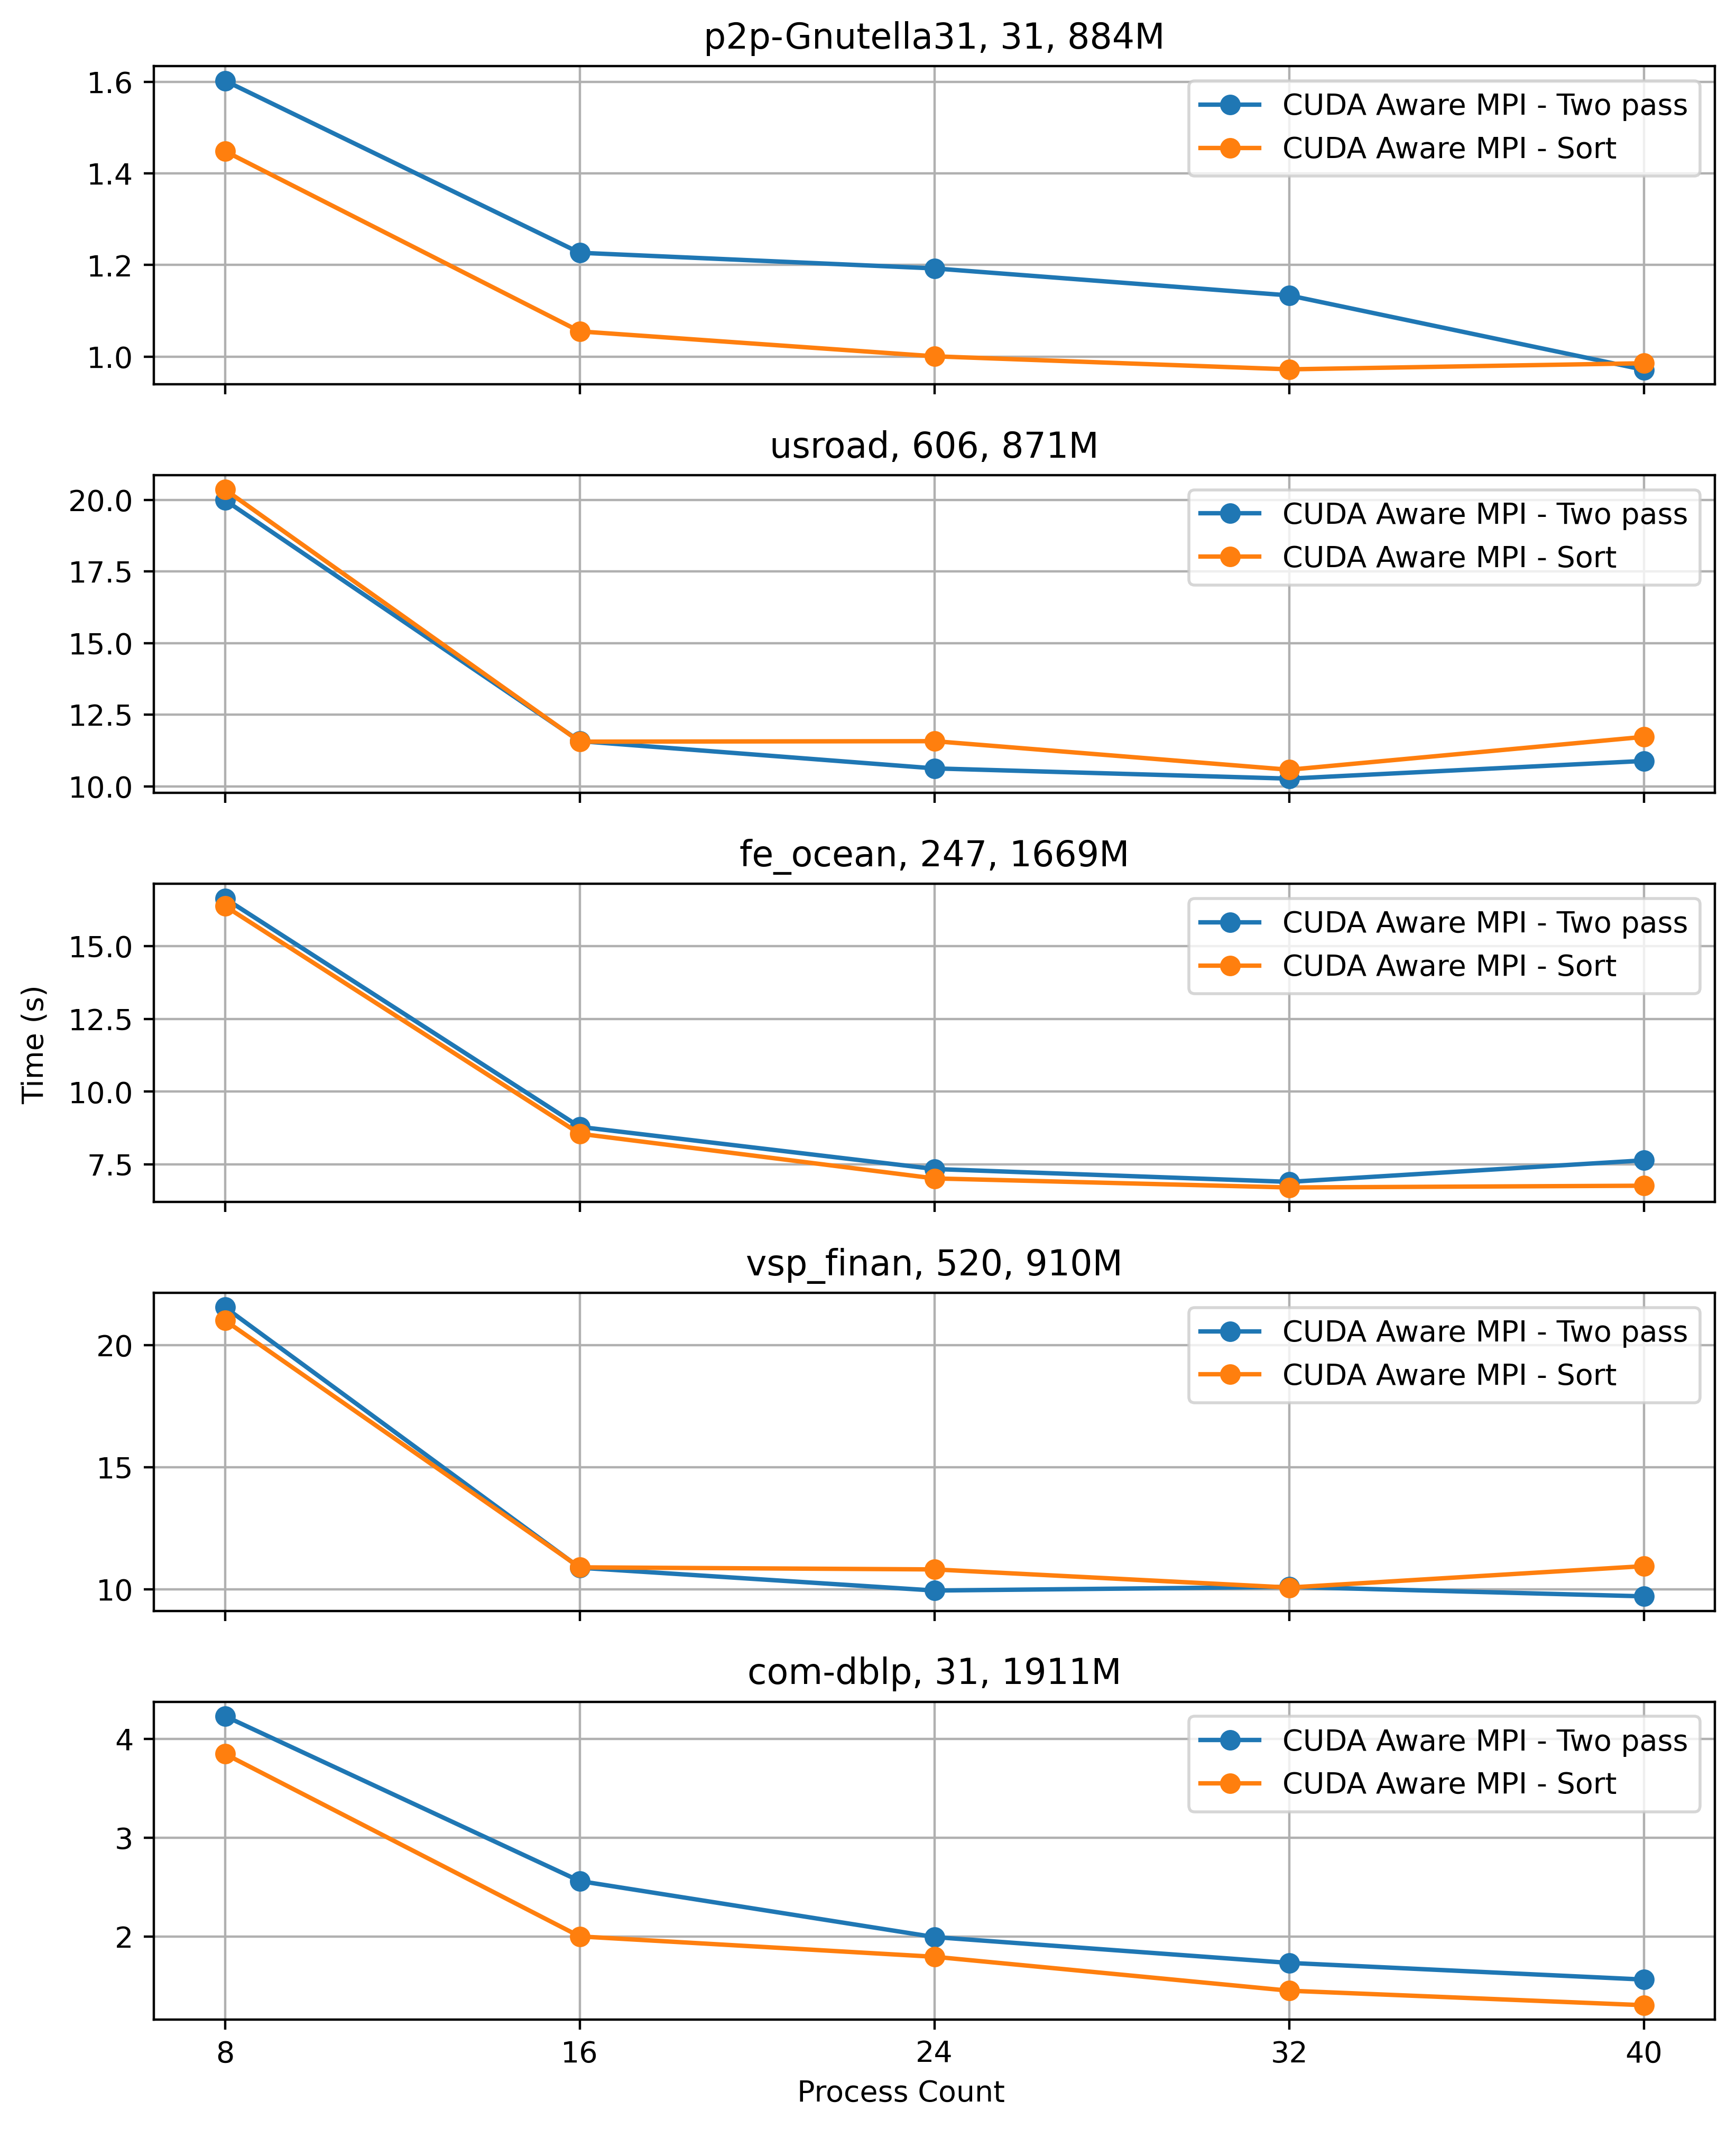 p2p-Gnutella31, 31, 884M
1.6
1.4
1.2
1.0
CUDA Aware MPI - Two pass
CUDA Aware MPI - Sort
usroad, 606, 871M
20.0
17.5
15.0
12.5
10.0
CUDA Aware MPI - Two pass
CUDA Aware MPI - Sort
fe_ocean, 247, 1669M
15.0
12.5
10.0
7.5
CUDA Aware MPI - Two pass
CUDA Aware MPI - Sort
Time (s)
vsp_finan, 520, 910M
20
15
10
CUDA Aware MPI - Two pass
CUDA Aware MPI - Sort
com-dblp, 31, 1911M
4
3
2
CUDA Aware MPI - Two pass
CUDA Aware MPI - Sort
8 16 24 32 40
Process Count